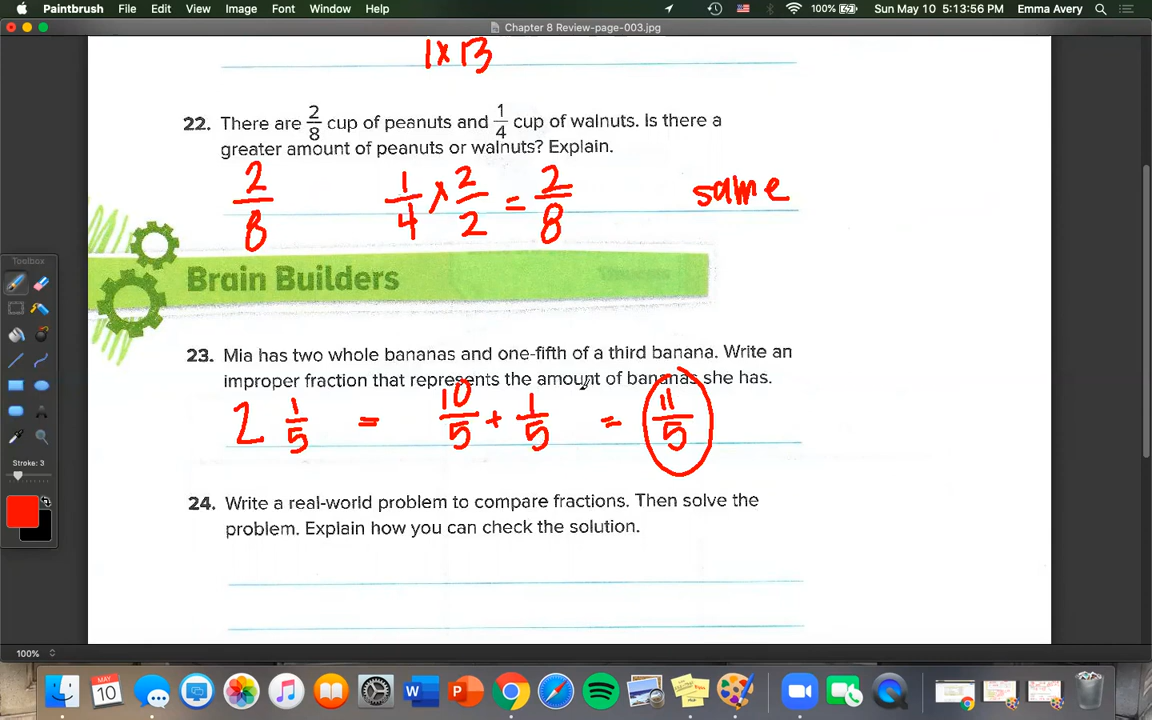 Paintbrush File Edit View Image Font Window Help 100% Sun May 10 5:13:56 PM Emma Avery
Chapter 8 Review-page-003.jpg
1 x 13
22. There are 2/8 cup of peanuts and 1/4 cup of walnuts. Is there a
greater amount of peanuts or walnuts? Explain.
2/8 1/4 x 2/2 = 2/8 same
Brain Builders
23. Mia has two whole bananas and one-fifth of a third banana. Write an
improper fraction that represents the amount of bananas she has.
2 1/5 = 10/5 + 1/5 = 11/5
24. Write a real-world problem to compare fractions. Then solve the
problem. Explain how you can check the solution.
Toolbox
Stroke: 3
100%
MAY
10
W P